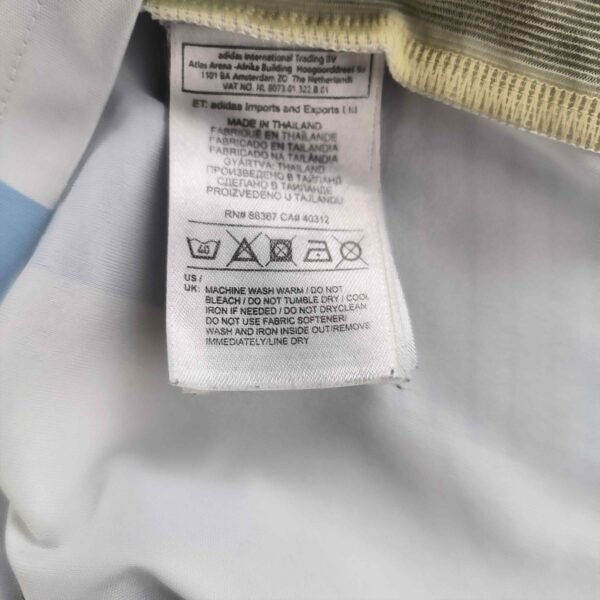 adidas International Trading BV
Atlas Arena -Afrika Building Hoogoorddreef 9a
1101 BA Amsterdam ZO The Netherlands
VAT NO. NL 8073.01.322.B.01
ET: adidas Imports and Exports Ltd
MADE IN THAILAND
FABRIQUE EN THAILANDE
FABRICADO EN TAILANDIA
FABRICADO NA TAILÂNDIA
GYÁRTVA: THAIFÖLD
ПРОИЗВЕДЕНО В ТАЙЛАНД
СДЕЛАНО В ТАИЛАНДЕ
PROIZVEDENO U TAJLANDU
RN# 88387 CA# 40312
40
US /
UK: MACHINE WASH WARM / DO NOT
BLEACH / DO NOT TUMBLE DRY / COOL
IRON IF NEEDED / DO NOT DRYCLEAN
DO NOT USE FABRIC SOFTENER/
WASH AND IRON INSIDE OUT/REMOVE
IMMEDIATELY/LINE DRY